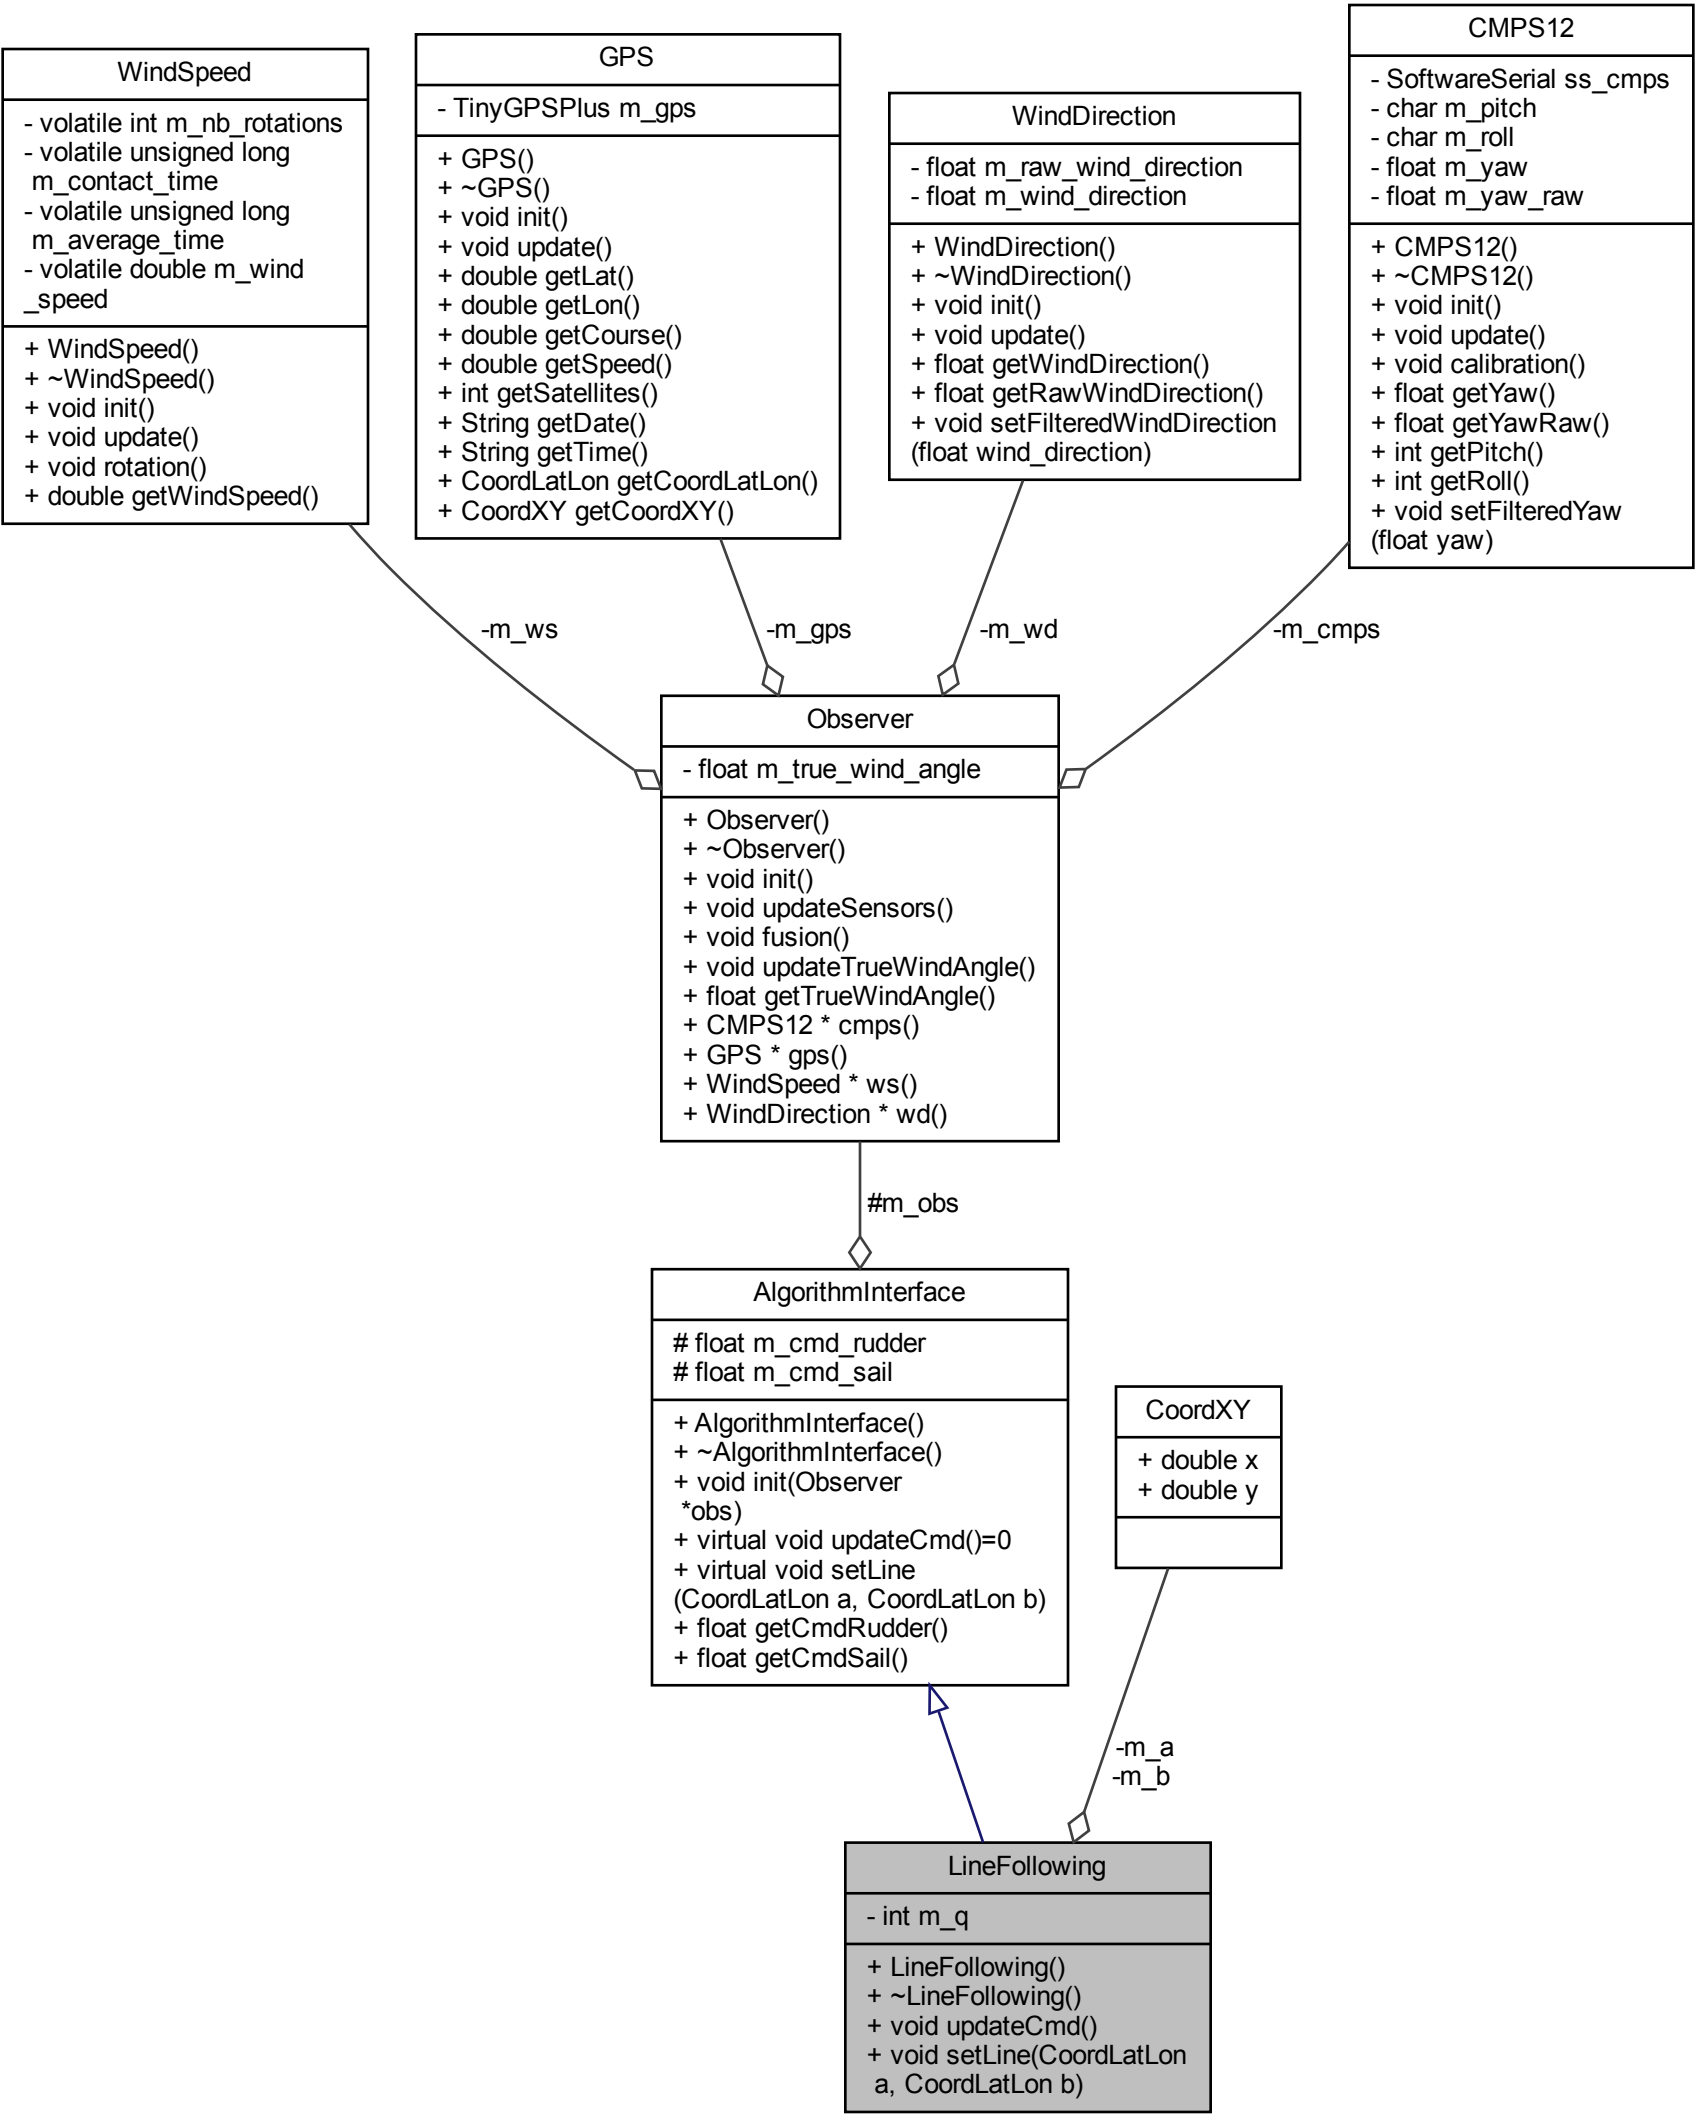 WindSpeed
- volatile int m_nb_rotations
- volatile unsigned long
m_contact_time
- volatile unsigned long
m_average_time
- volatile double m_wind
_speed
+ WindSpeed()
+ ~WindSpeed()
+ void init()
+ void update()
+ void rotation()
+ double getWindSpeed()
GPS
- TinyGPSPlus m_gps
+ GPS()
+ ~GPS()
+ void init()
+ void update()
+ double getLat()
+ double getLon()
+ double getCourse()
+ double getSpeed()
+ int getSatellites()
+ String getDate()
+ String getTime()
+ CoordLatLon getCoordLatLon()
+ CoordXY getCoordXY()
WindDirection
- float m_raw_wind_direction
- float m_wind_direction
+ WindDirection()
+ ~WindDirection()
+ void init()
+ void update()
+ float getWindDirection()
+ float getRawWindDirection()
+ void setFilteredWindDirection
(float wind_direction)
CMPS12
- SoftwareSerial ss_cmps
- char m_pitch
- char m_roll
- float m_yaw
- float m_yaw_raw
+ CMPS12()
+ ~CMPS12()
+ void init()
+ void update()
+ void calibration()
+ float getYaw()
+ float getYawRaw()
+ int getPitch()
+ int getRoll()
+ void setFilteredYaw
(float yaw)
-m_ws
-m_gps
-m_wd
-m_cmps
Observer
- float m_true_wind_angle
+ Observer()
+ ~Observer()
+ void init()
+ void updateSensors()
+ void fusion()
+ void updateTrueWindAngle()
+ float getTrueWindAngle()
+ CMPS12 * cmps()
+ GPS * gps()
+ WindSpeed * ws()
+ WindDirection * wd()
#m_obs
AlgorithmInterface
# float m_cmd_rudder
# float m_cmd_sail
+ AlgorithmInterface()
+ ~AlgorithmInterface()
+ void init(Observer
*obs)
+ virtual void updateCmd()=0
+ virtual void setLine
(CoordLatLon a, CoordLatLon b)
+ float getCmdRudder()
+ float getCmdSail()
CoordXY
+ double x
+ double y
-m_a
-m_b
LineFollowing
- int m_q
+ LineFollowing()
+ ~LineFollowing()
+ void updateCmd()
+ void setLine(CoordLatLon
a, CoordLatLon b)